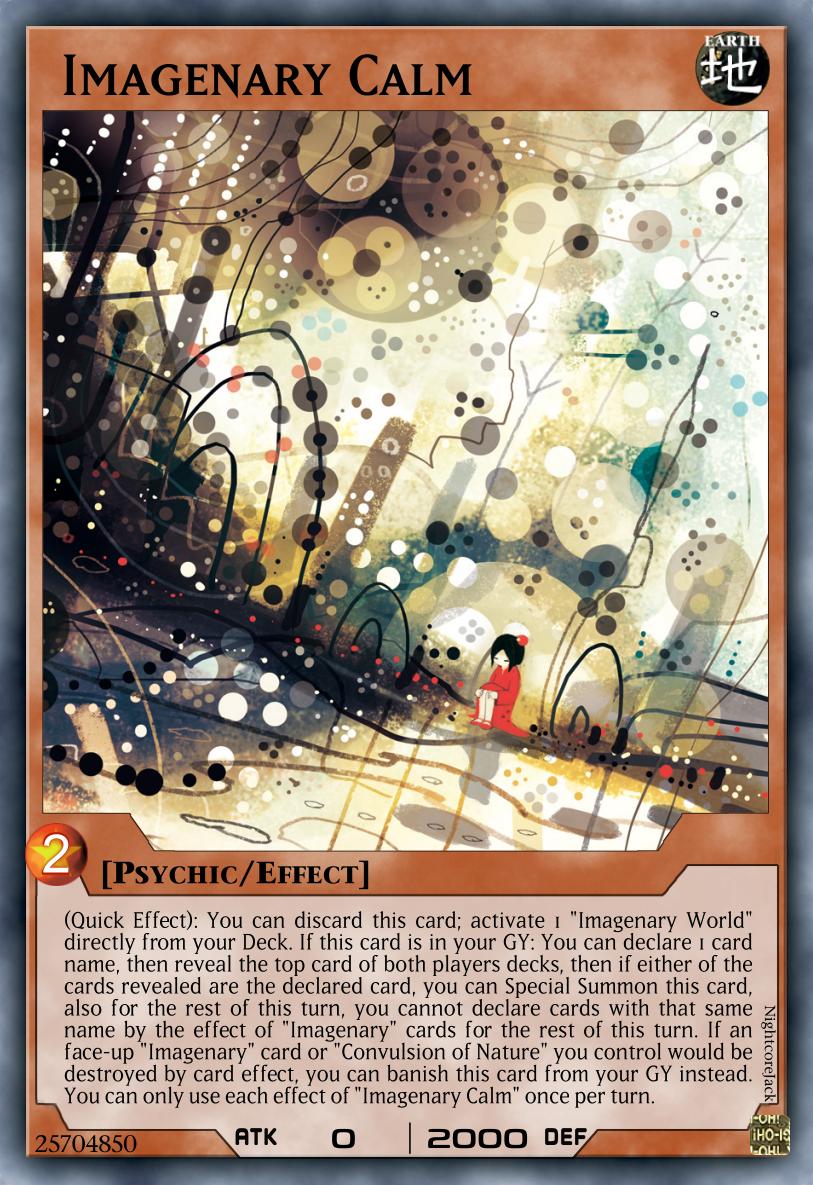 Imagenary Calm
EARTH
地
2
[Psychic/Effect]
(Quick Effect): You can discard this card; activate 1 "Imagenary World"
directly from your Deck. If this card is in your GY: You can declare 1 card
name, then reveal the top card of both players decks, then if either of the
cards revealed are the declared card, you can Special Summon this card,
also for the rest of this turn, you cannot declare cards with that same
name by the effect of "Imagenary" cards for the rest of this turn. If an
face-up "Imagenary" card or "Convulsion of Nature" you control would be
destroyed by card effect, you can banish this card from your GY instead.
You can only use each effect of "Imagenary Calm" once per turn.
NightcoreJack
25704850
ATK 0 | 2000 DEF